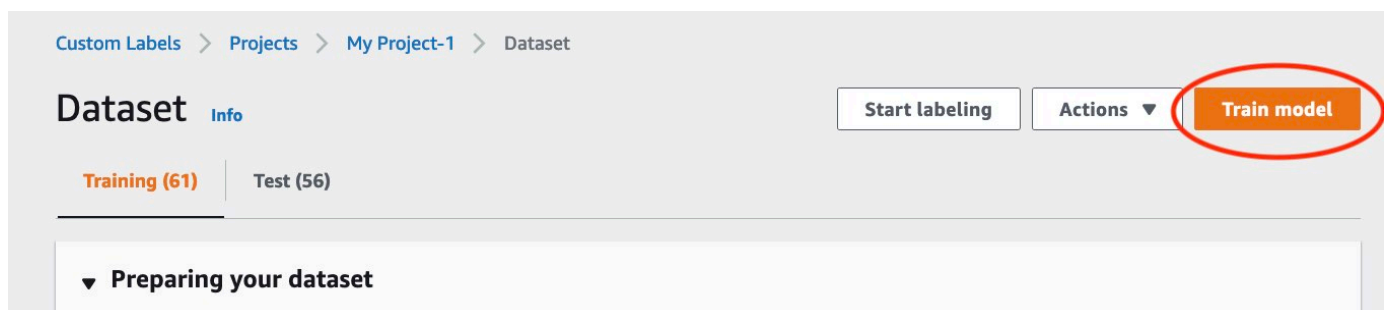 Custom Labels > Projects > My Project-1 > Dataset
Dataset Info
Start labeling Actions ▼ Train model
Training (61) Test (56)
▼ Preparing your dataset